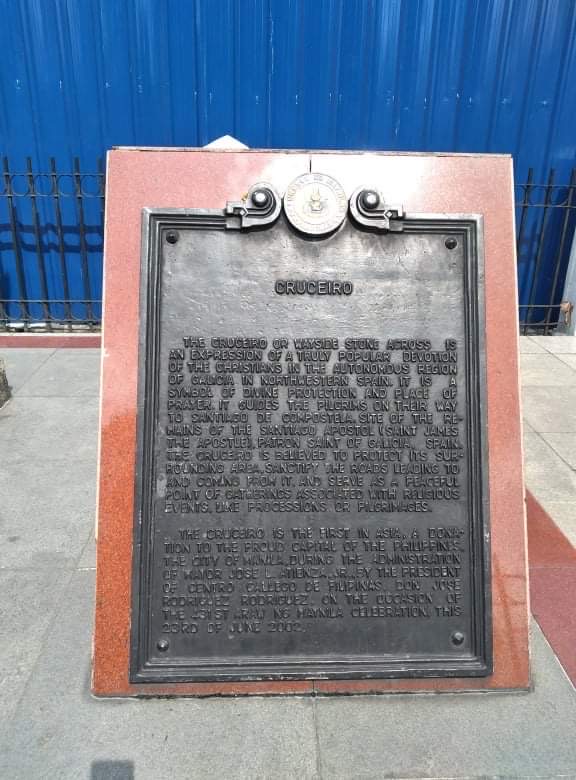 CRUCEIRO
THE CRUCEIRO OR WAYSIDE STONE ACROSS IS
AN EXPRESSION OF A TRULY POPULAR DEVOTION
OF THE CHRISTIANS IN THE AUTONOMOUS REGION
OF GALICIA IN NORTHWESTERN SPAIN. IT IS A
SYMBOL OF DIVINE PROTECTION AND PLACE OF
PRAYER. IT GUIDES THE PILGRIMS ON THEIR WAY
TO SANTIAGO DE COMPOSTELA, SITE OF THE RE-
MAINS OF THE SANTIAGO APOSTOL (SAINT JAMES
THE APOSTLE), PATRON SAINT OF GALICIA, SPAIN.
THE CRUCEIRO IS BELIEVED TO PROTECT ITS SUR-
ROUNDING AREA, SANCTIFY THE ROADS LEADING TO
AND COMING FROM IT, AND SERVE AS A PEACEFUL
POINT OF GATHERINGS ASSOCIATED WITH RELIGIOUS
EVENTS, LIKE PROCESSIONS OR PILGRIMAGES.
THE CRUCEIRO IS THE FIRST IN ASIA, A DONA-
TION TO THE PROUD CAPITAL OF THE PHILIPPINES,
THE CITY OF MANILA, DURING THE ADMINISTRATION
OF MAYOR JOSE L. ATIENZA, JR., BY THE PRESIDENT
OF CENTRO GALLEGO DE FILIPINAS, DON JOSE
RODRIGUEZ RODRIGUEZ, ON THE OCCASION OF
THE 431ST ARAW NG MAYNILA CELEBRATION, THIS
23RD OF JUNE 2002.